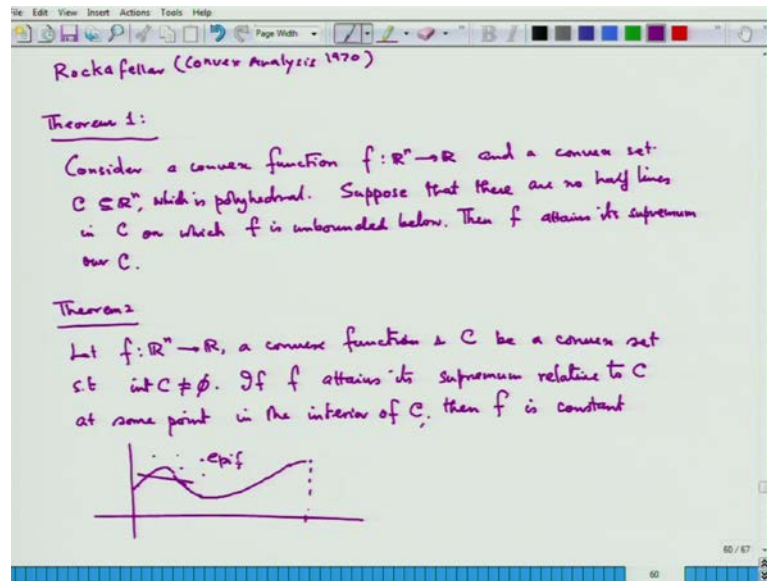 File Edit View Insert Actions Tools Help
Page Width
Rockafellar (Convex Analysis 1970)
Theorem 1:
Consider a convex function f : ℝⁿ → ℝ and a convex set
C ⊆ ℝⁿ, which is polyhedral. Suppose that there are no half lines
in C on which f is unbounded below. Then f attains its supremum
over C.
Theorem 2
Let f : ℝⁿ → ℝ, a convex function & C be a convex set
s.t int C ≠ φ. If f attains its supremum relative to C
at some point in the interior of C, then f is constant
epi f
60 / 67
60